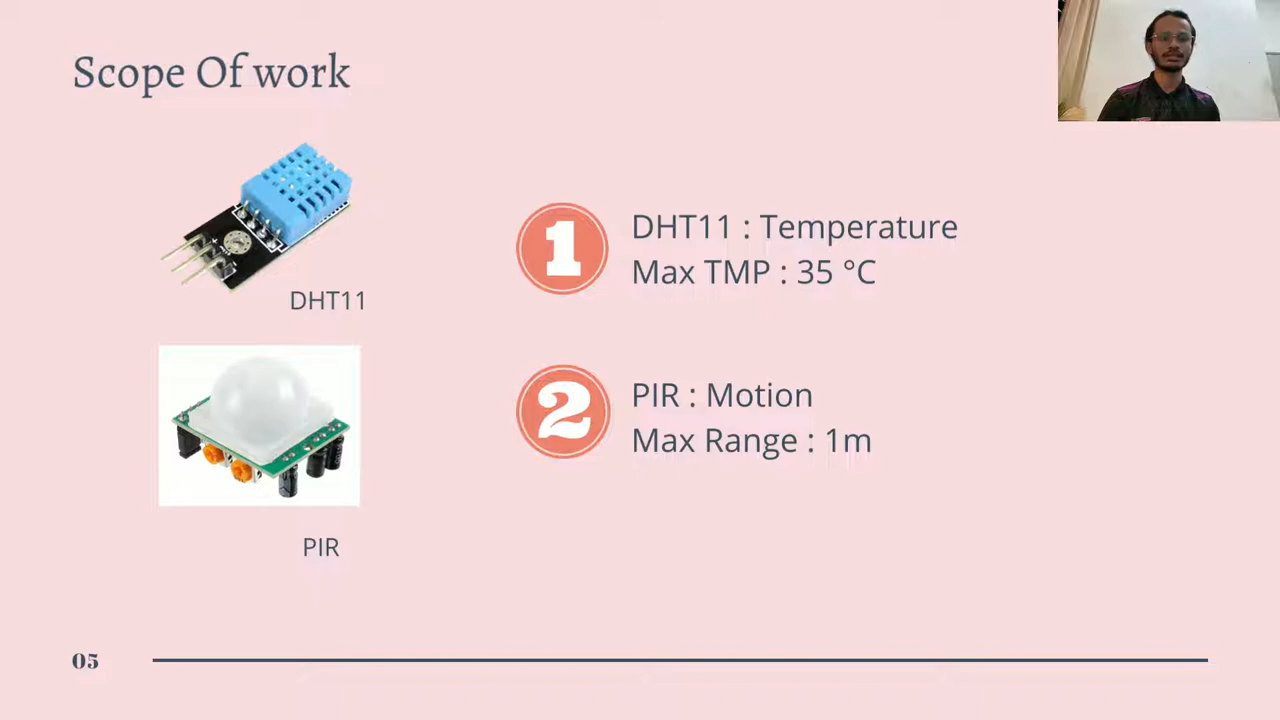 Scope Of work
DHT11
1
DHT11 : Temperature
Max TMP : 35 °C
PIR
2
PIR : Motion
Max Range : 1m
05